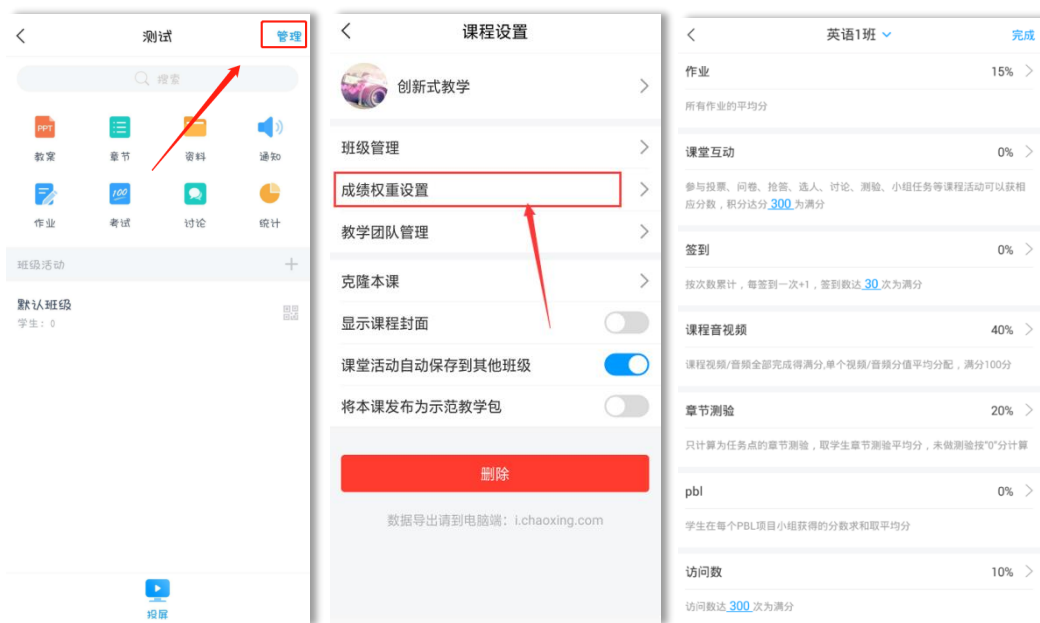 测试
管理
搜索
PPT
教案
章节
资料
通知
100
作业
考试
讨论
统计
班级活动
默认班级
学生：0
投屏
课程设置
创新式教学
班级管理
成绩权重设置
教学团队管理
克隆本课
显示课程封面
课堂活动自动保存到其他班级
将本课发布为示范教学包
删除
数据导出请到电脑端：i.chaoxing.com
英语1班
完成
作业 15%
所有作业的平均分
课堂互动 0%
参与投票、问卷、抢答、选人、讨论、测验、小组任务等课程活动可以获相
应分数，积分达分 300 为满分
签到 0%
按次数累计，每签到一次+1，签到数达 30 次为满分
课程音视频 40%
课程视频/音频全部完成得满分,单个视频/音频分值平均分配，满分100分
章节测验 20%
只计算为任务点的章节测验，取学生章节测验平均分，未做测验按"0"分计算
pbl 0%
学生在每个PBL项目小组获得的分数求和取平均分
访问数 10%
访问数达 300 次为满分